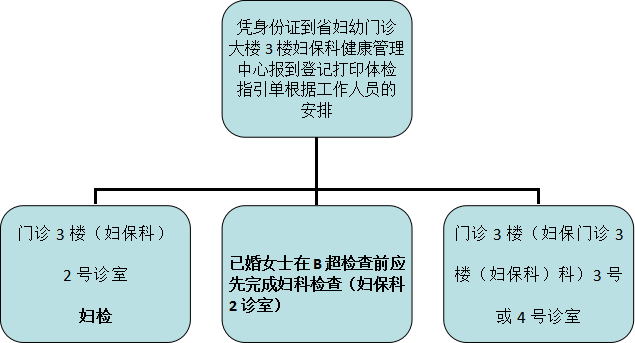 凭身份证到省妇幼门诊
大楼 3 楼妇保科健康管理
中心报到登记打印体检
指引单根据工作人员的
安排
门诊 3 楼（妇保科）
2 号诊室
妇检
已婚女士在 B 超检查前应
先完成妇科检查（妇保科
2 诊室）
门诊 3 楼（妇保门诊 3
楼（妇保科）科）3 号
或 4 号诊室